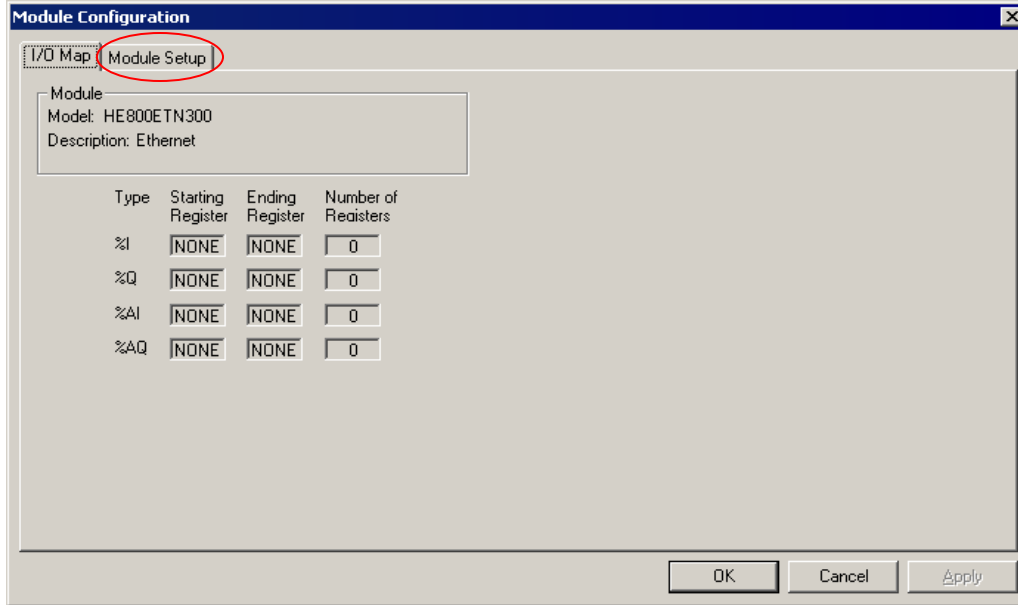 Module Configuration
I/O Map Module Setup
Module
Model: HE800ETN300
Description: Ethernet
Type Starting Register Ending Register Number of Registers
%I NONE NONE 0
%Q NONE NONE 0
%AI NONE NONE 0
%AQ NONE NONE 0
OK Cancel Apply